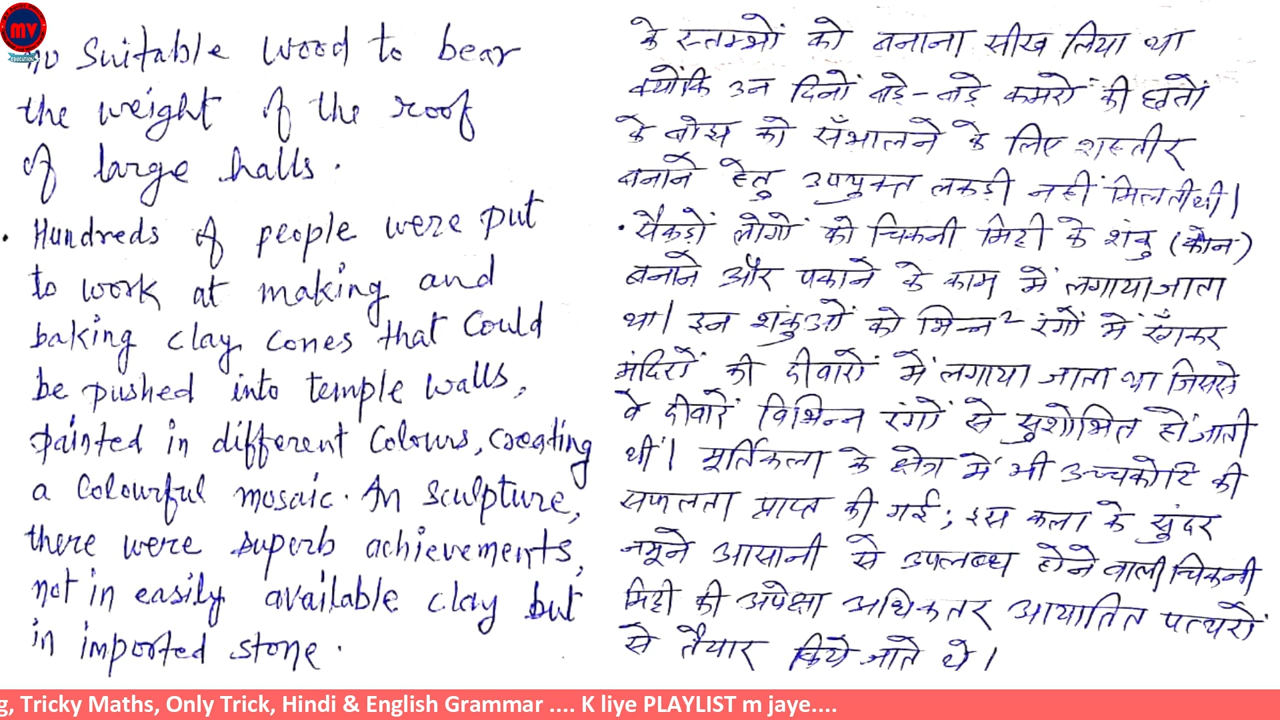 mv
EDUCATION
no Suitable wood to bear
the weight of the roof
of large halls.
• Hundreds of people were put
to work at making and
baking clay cones that could
be pushed into temple walls,
painted in different colours, creating
a colourful mosaic. In sculpture,
there were superb achievements,
not in easily available clay but
in imported stone.
के स्तम्भों को बनाना सीख लिया था
क्योंकि उन दिनों बड़े-बड़े कमरों की छतों
के बोझ को सँभालने के लिए शहतीर
बनाने हेतु उपयुक्त लकड़ी नहीं मिलती थी।
• सैकड़ों लोगों को चिकनी मिट्टी के शंकु (कोन)
बनाने और पकाने के काम में लगाया जाता
था। इन शंकुओं को भिन्न२ रंगों में रँगकर
मंदिरों की दीवारों में लगाया जाता था जिससे
वे दीवारें विभिन्न रंगों से सुशोभित हो जाती
थीं। मूर्तिकला के क्षेत्र में भी उच्चकोटि की
सफलता प्राप्त की गई; इस कला के सुंदर
नमूने आसानी से उपलब्ध होने वाली चिकनी
मिट्टी की अपेक्षा अधिकतर आयातित पत्थरों
से तैयार किये जाते थे।
g, Tricky Maths, Only Trick, Hindi & English Grammar .... K liye PLAYLIST m jaye....